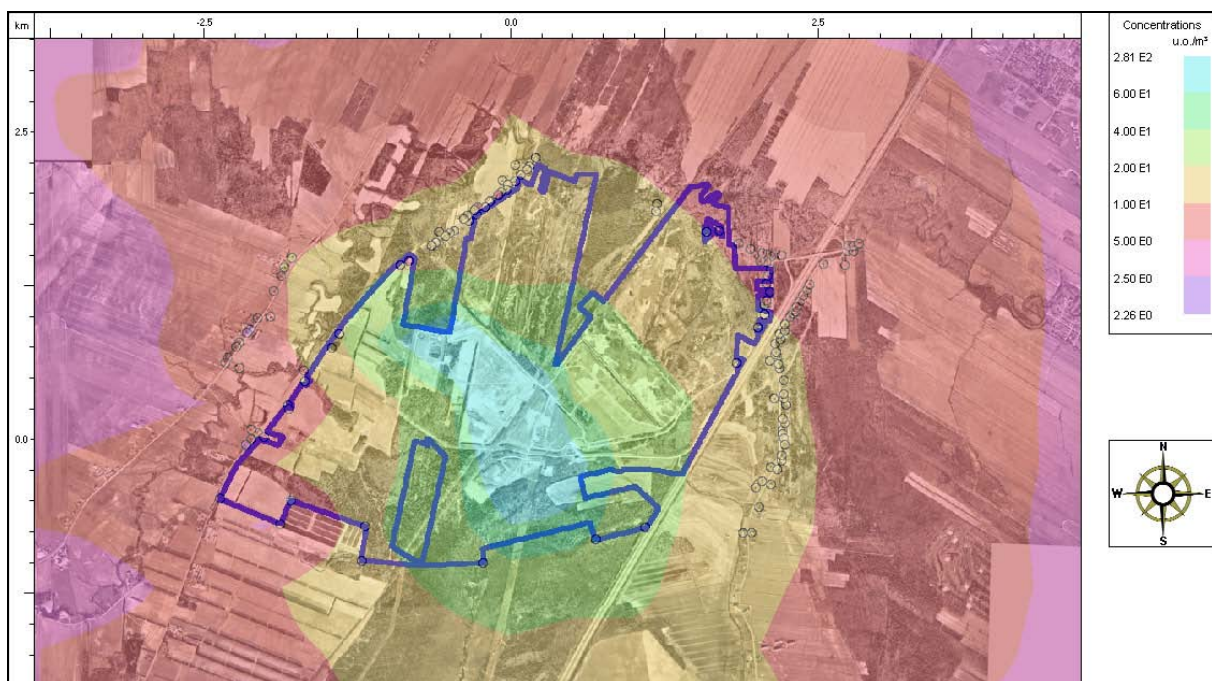 km -2.5 0.0 2.5
2.5
0.0
Concentrations
u.o./m³
2.81 E2
6.00 E1
4.00 E1
2.00 E1
1.00 E1
5.00 E0
2.50 E0
2.26 E0
N
W E
S